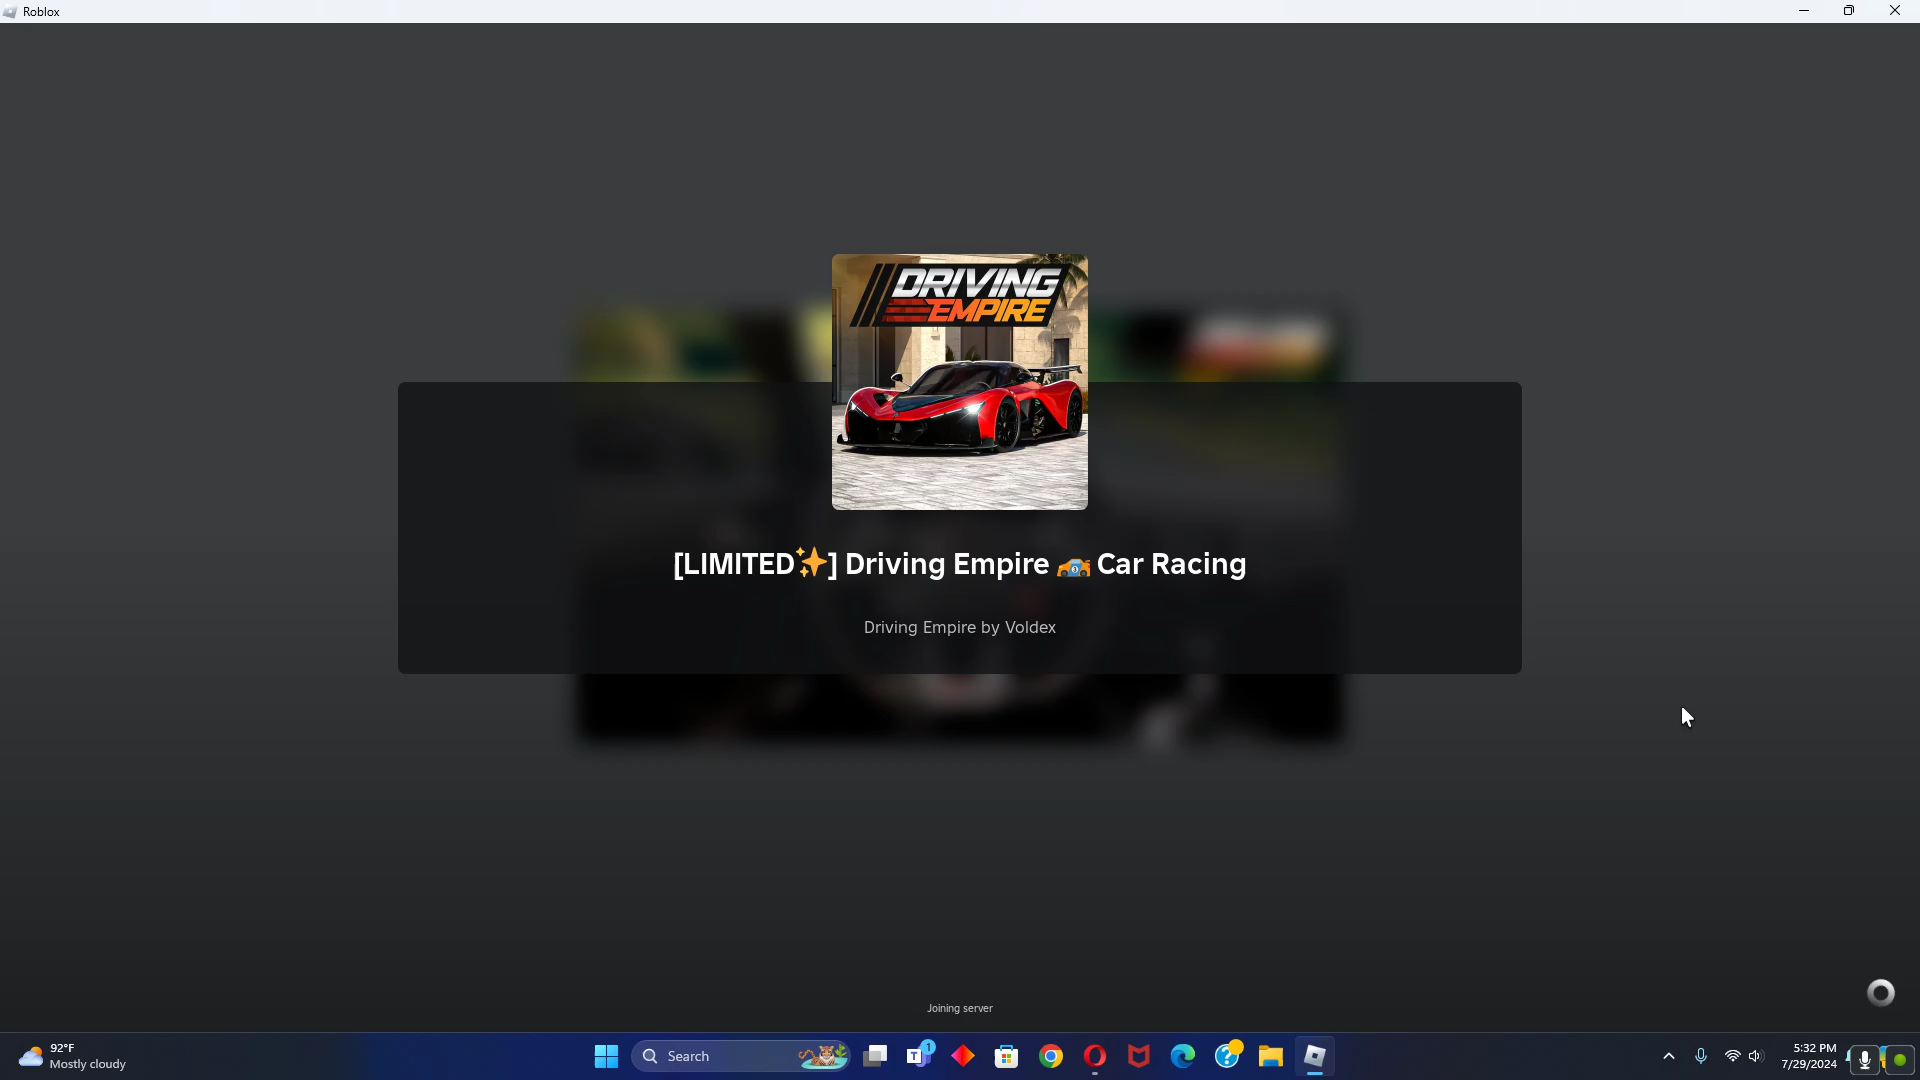 Roblox
DRIVING
EMPIRE
[LIMITED✨] Driving Empire 🏎 Car Racing
Driving Empire by Voldex
Joining server
92°F
Mostly cloudy
Search
1
5:32 PM
7/29/2024